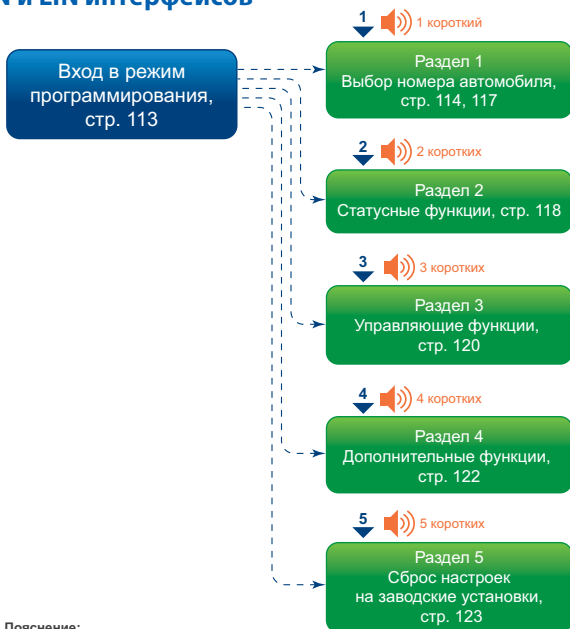 N и LIN интерфейсов
Вход в режим
программирования,
стр. 113
1 1 короткий
Раздел 1
Выбор номера автомобиля,
стр. 114, 117
2 2 коротких
Раздел 2
Статусные функции, стр. 118
3 3 коротких
Раздел 3
Управляющие функции,
стр. 120
4 4 коротких
Раздел 4
Дополнительные функции,
стр. 122
5 5 коротких
Раздел 5
Сброс настроек
на заводские установки,
стр. 123
Пояснение: